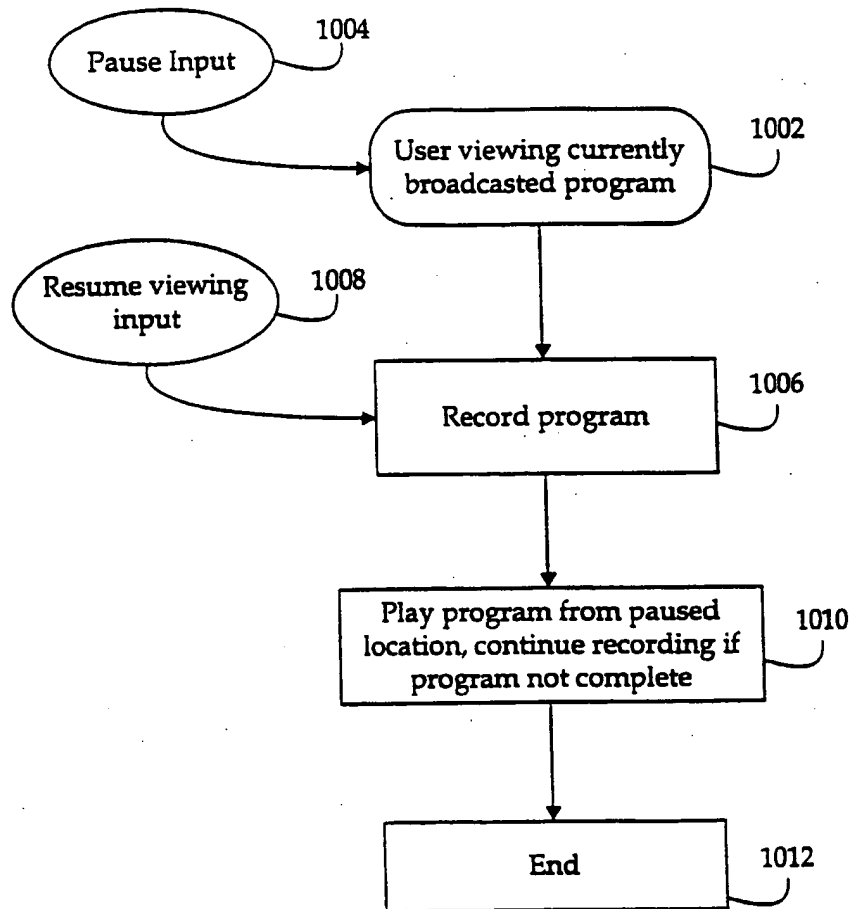 1004
Pause Input
1002
User viewing currently
broadcasted program
1008
Resume viewing
input
1006
Record program
1010
Play program from paused
location, continue recording if
program not complete
End
1012